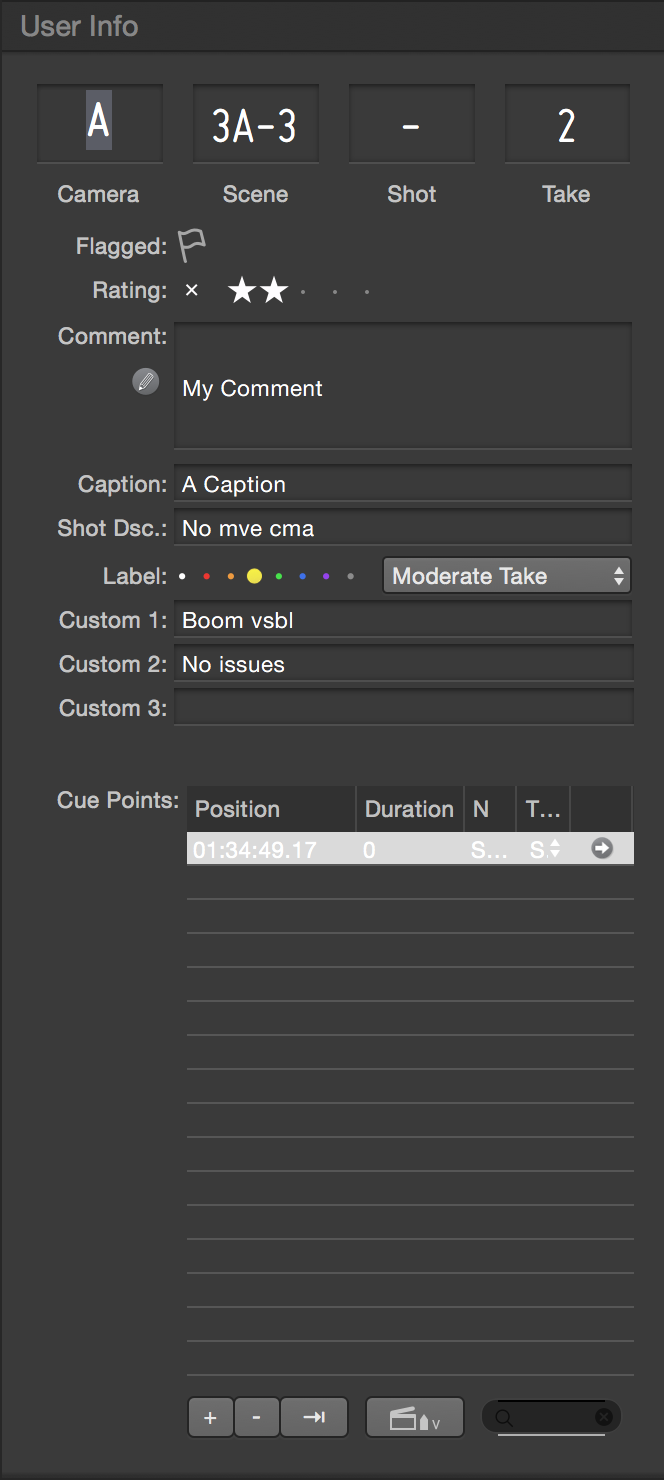 User Info
A 3A-3 - 2
Camera Scene Shot Take
Flagged:
Rating: ×
Comment:
My Comment
Caption: A Caption
Shot Dsc.: No mve cma
Label: Moderate Take
Custom 1: Boom vsbl
Custom 2: No issues
Custom 3:
Cue Points: Position Duration N T...
01:34:49.17 0 S... S
+ - v